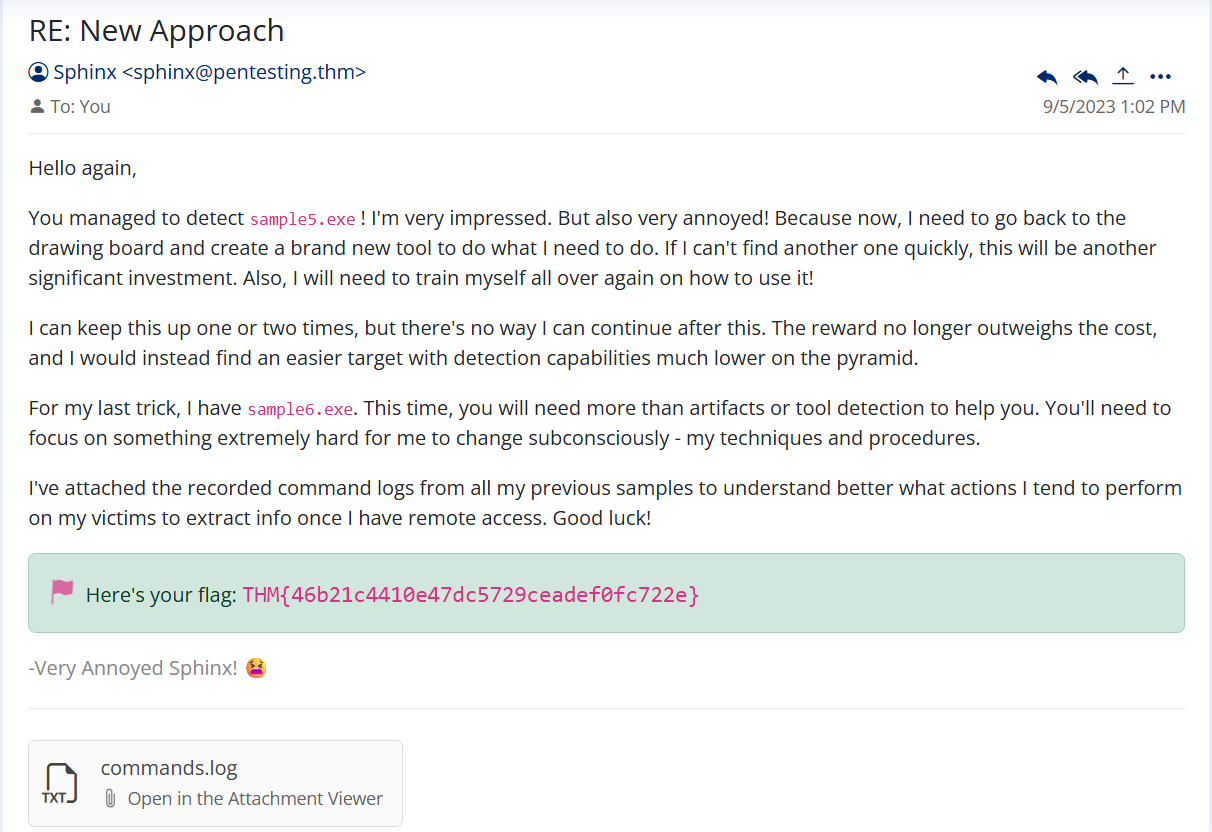 RE: New Approach
Sphinx <sphinx@pentesting.thm>
To: You
9/5/2023 1:02 PM
Hello again,
You managed to detect sample5.exe ! I'm very impressed. But also very annoyed! Because now, I need to go back to the
drawing board and create a brand new tool to do what I need to do. If I can't find another one quickly, this will be another
significant investment. Also, I will need to train myself all over again on how to use it!
I can keep this up one or two times, but there's no way I can continue after this. The reward no longer outweighs the cost,
and I would instead find an easier target with detection capabilities much lower on the pyramid.
For my last trick, I have sample6.exe. This time, you will need more than artifacts or tool detection to help you. You'll need to
focus on something extremely hard for me to change subconsciously - my techniques and procedures.
I've attached the recorded command logs from all my previous samples to understand better what actions I tend to perform
on my victims to extract info once I have remote access. Good luck!
Here's your flag: THM{46b21c4410e47dc5729ceadef0fc722e}
-Very Annoyed Sphinx! 😫
commands.log
TXT
Open in the Attachment Viewer